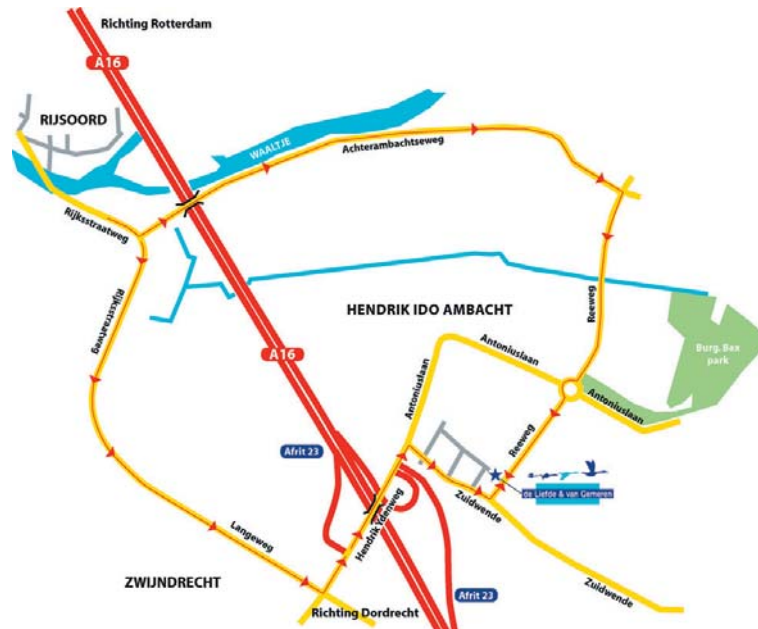 Richting Rotterdam
A16
RIJSOORD
WAALTJE
Achterambachtseweg
Rijksstraatweg
Rijksstraatweg
Reeweg
HENDRIK IDO AMBACHT
A16
Antoniuslaan
Antoniuslaan
Burg. Bax
park
Antoniuslaan
Reeweg
Afrit 23
de Liefde & van Gemeren
Zuidwende
Hendrik Ydenweg
Langeweg
ZWIJNDRECHT
Zuidwende
Afrit 23
Richting Dordrecht